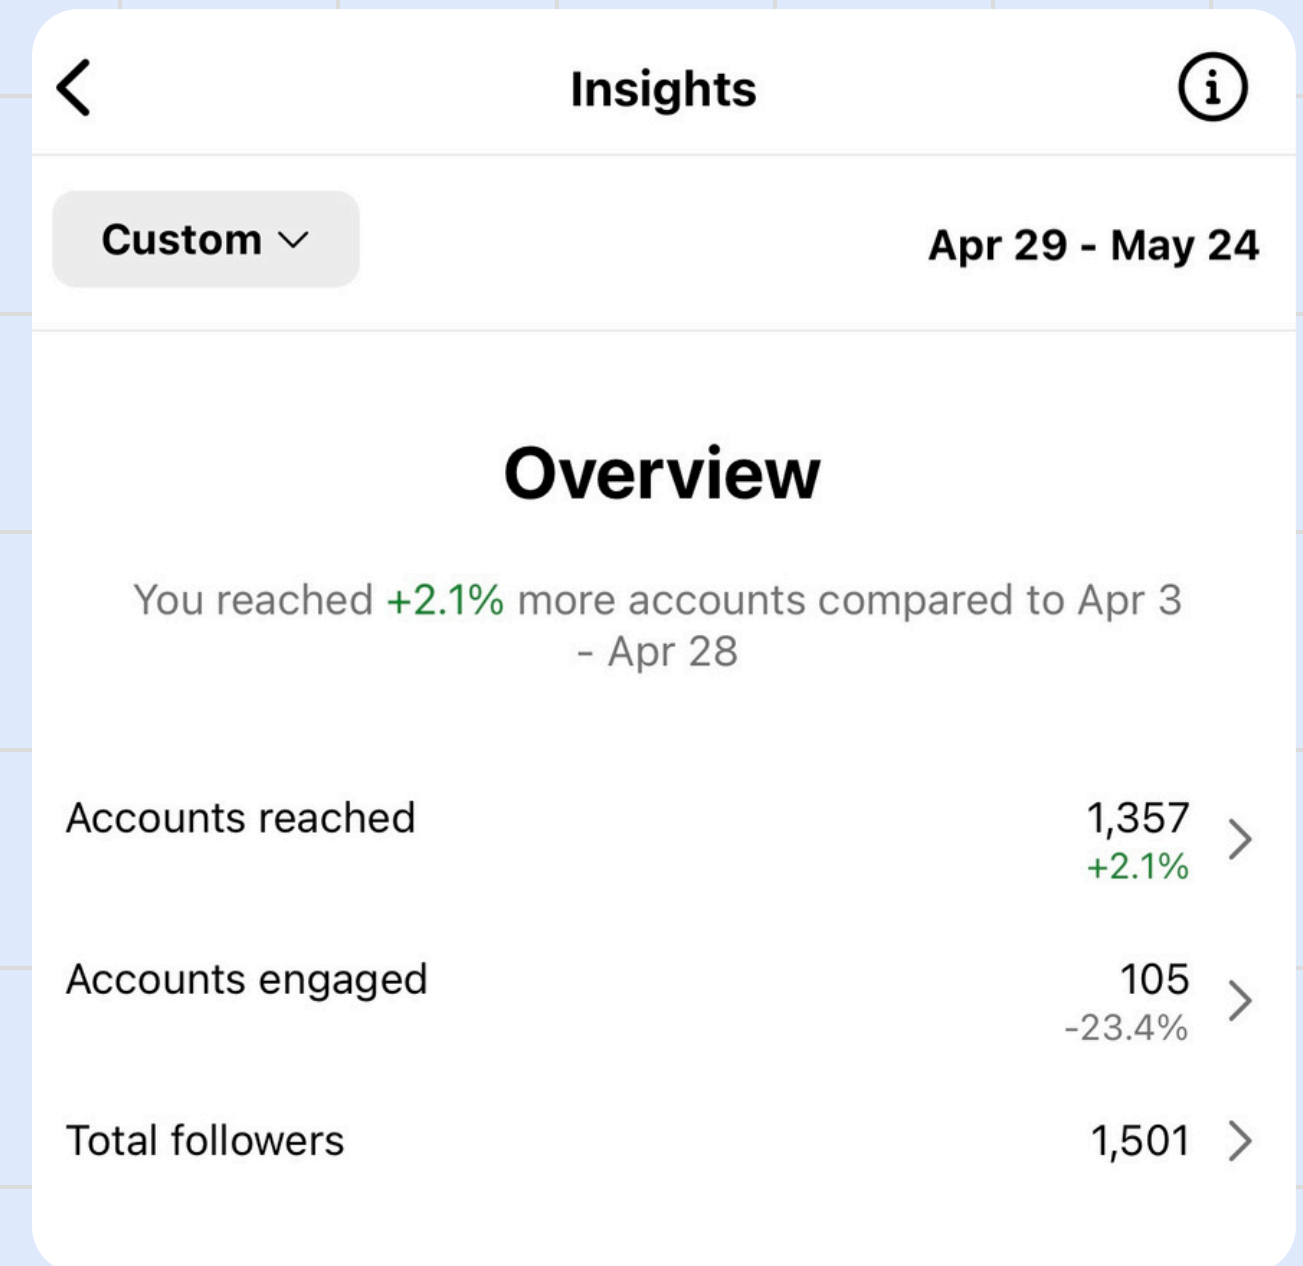 Insights
Custom
Apr 29 - May 24
Overview
You reached +2.1% more accounts compared to Apr 3
- Apr 28
Accounts reached
1,357
+2.1%
Accounts engaged
105
-23.4%
Total followers
1,501